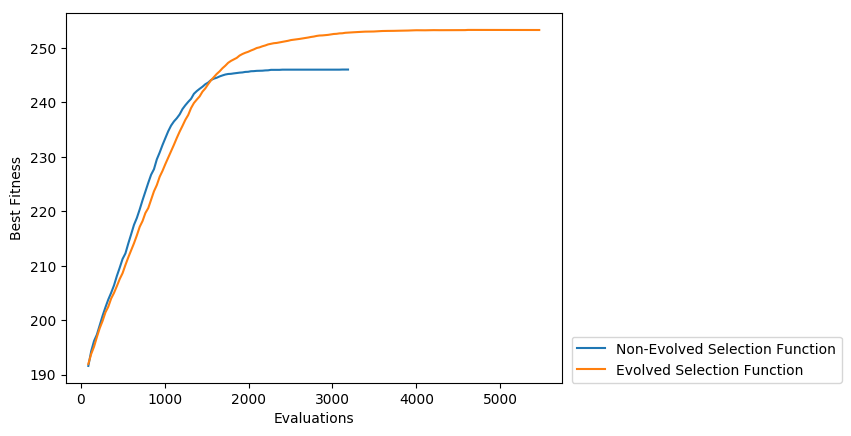 250
240
230
220
210
200
190
Best Fitness
0 1000 2000 3000 4000 5000
Evaluations
Non-Evolved Selection Function
Evolved Selection Function